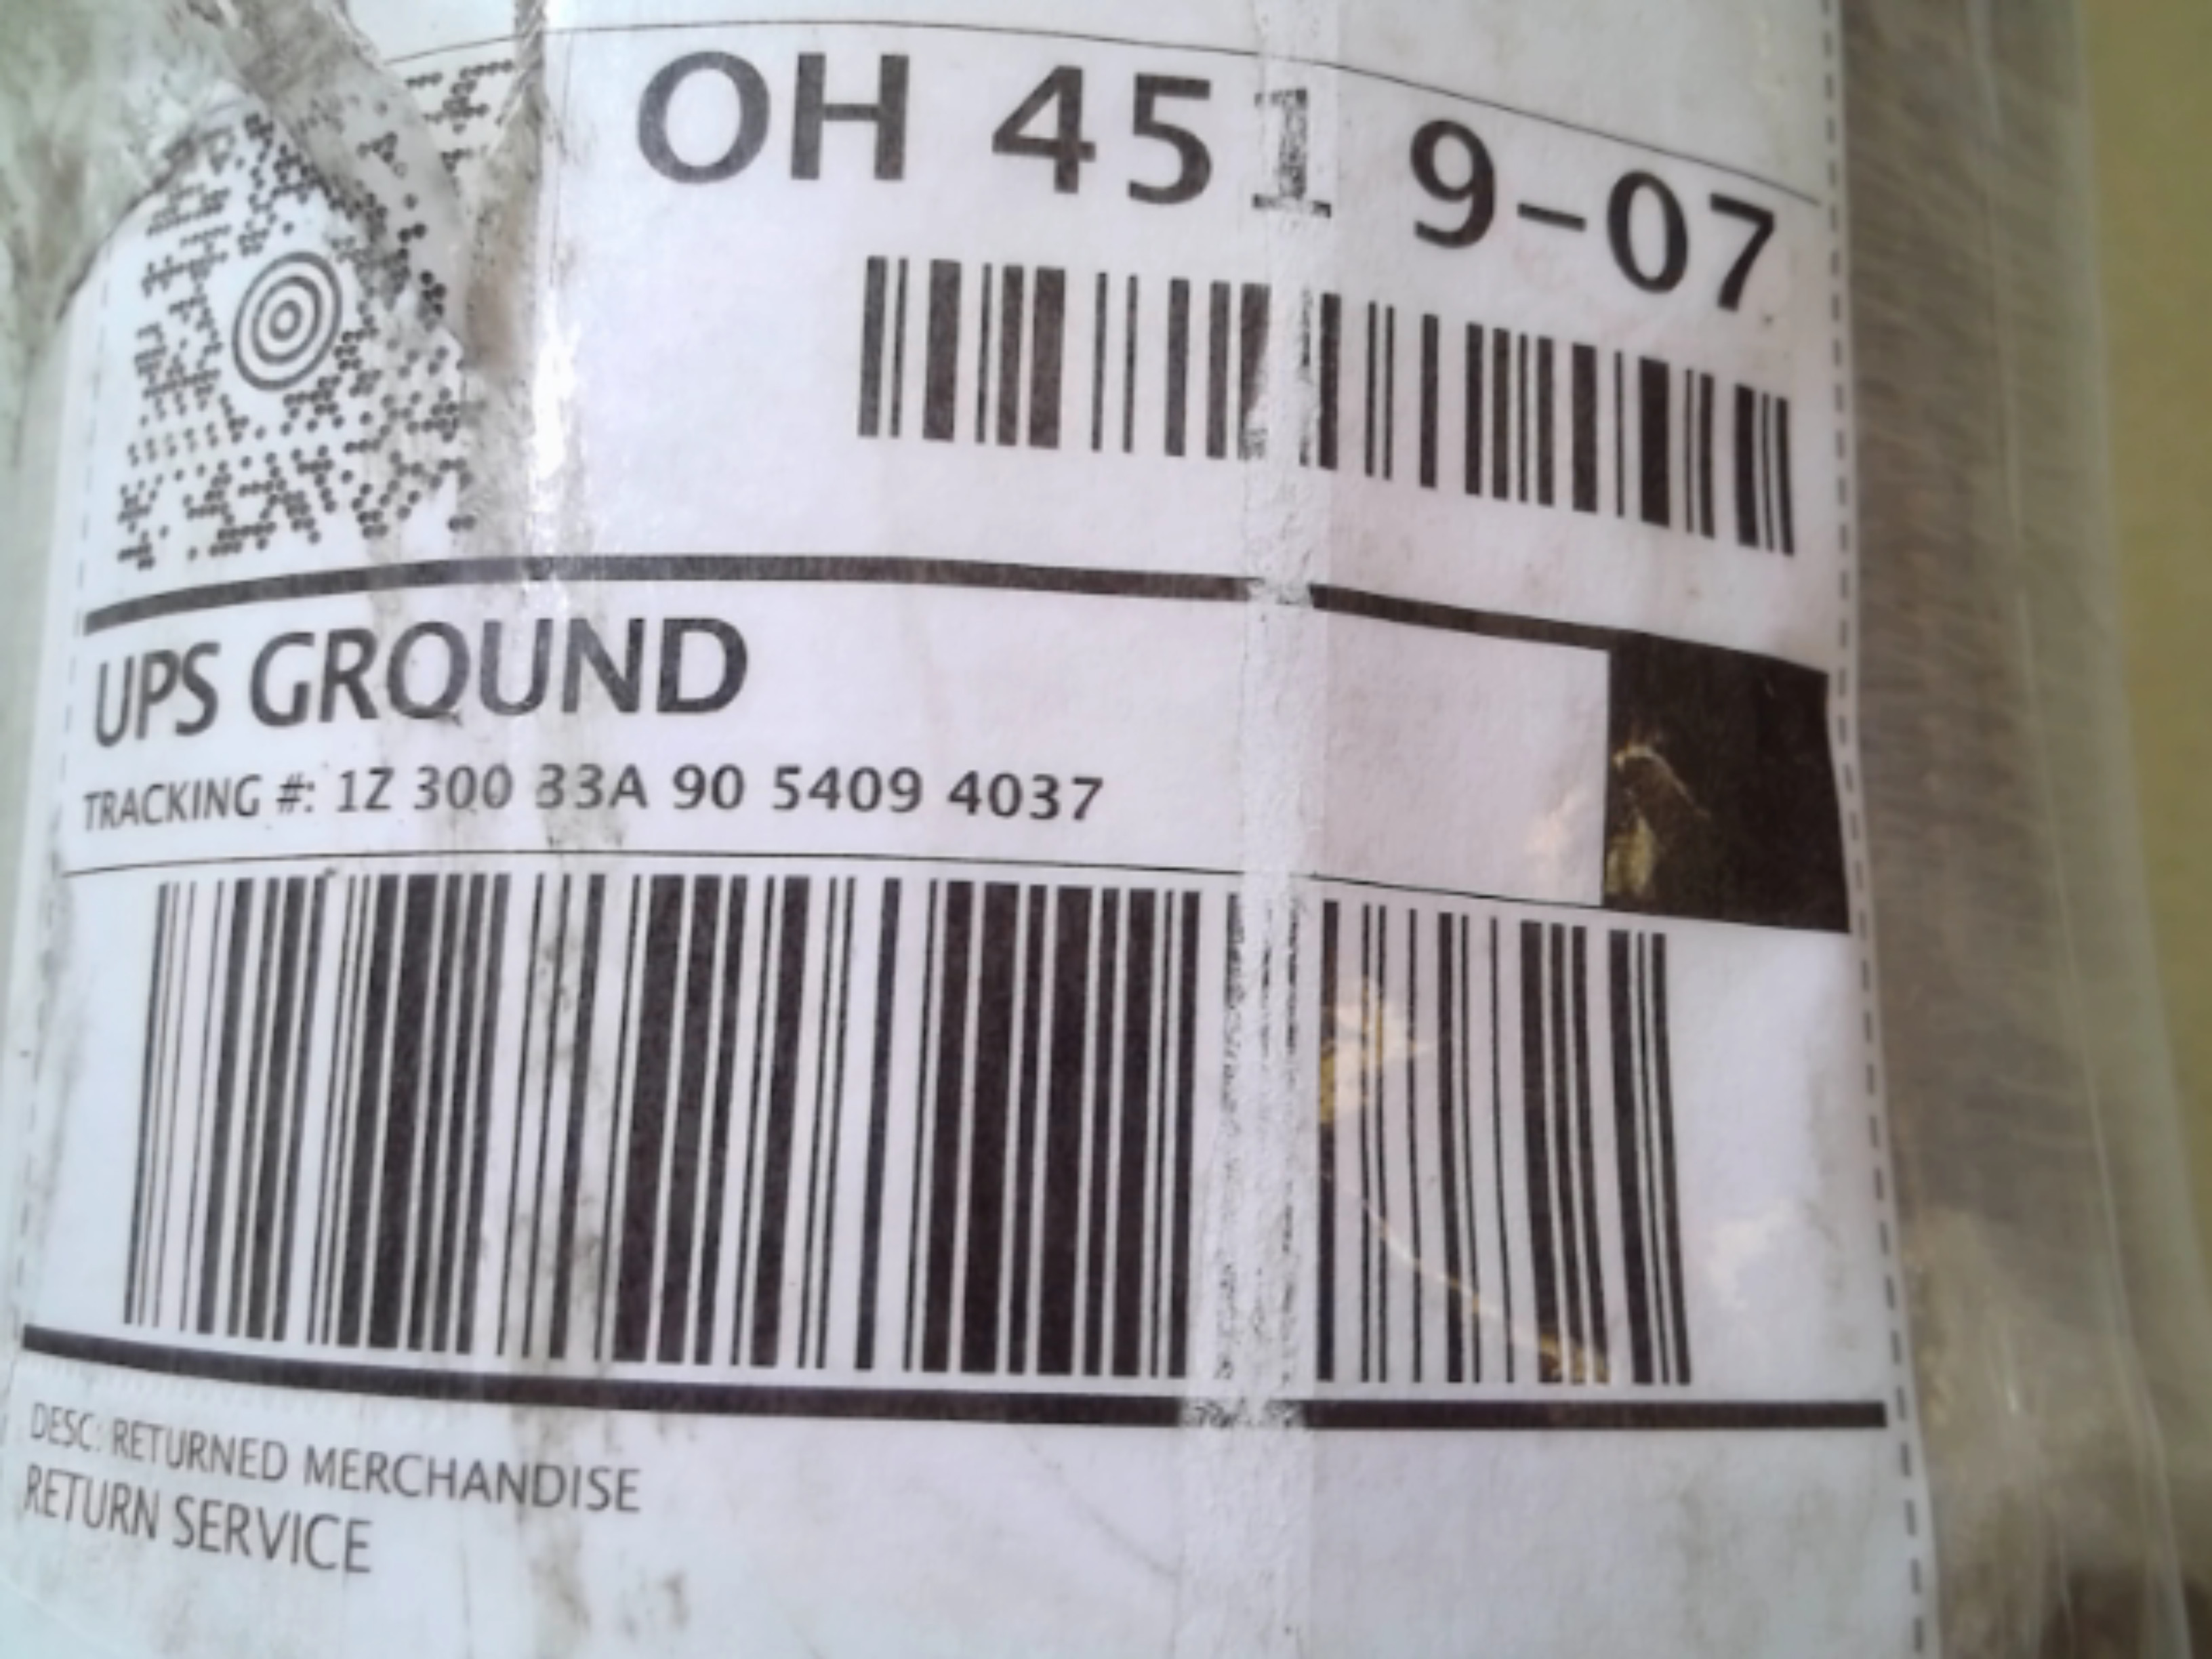 OH 451 9-07
UPS GROUND
TRACKING #: 1Z 300 33A 90 5409 4037
DESC: RETURNED MERCHANDISE
RETURN SERVICE